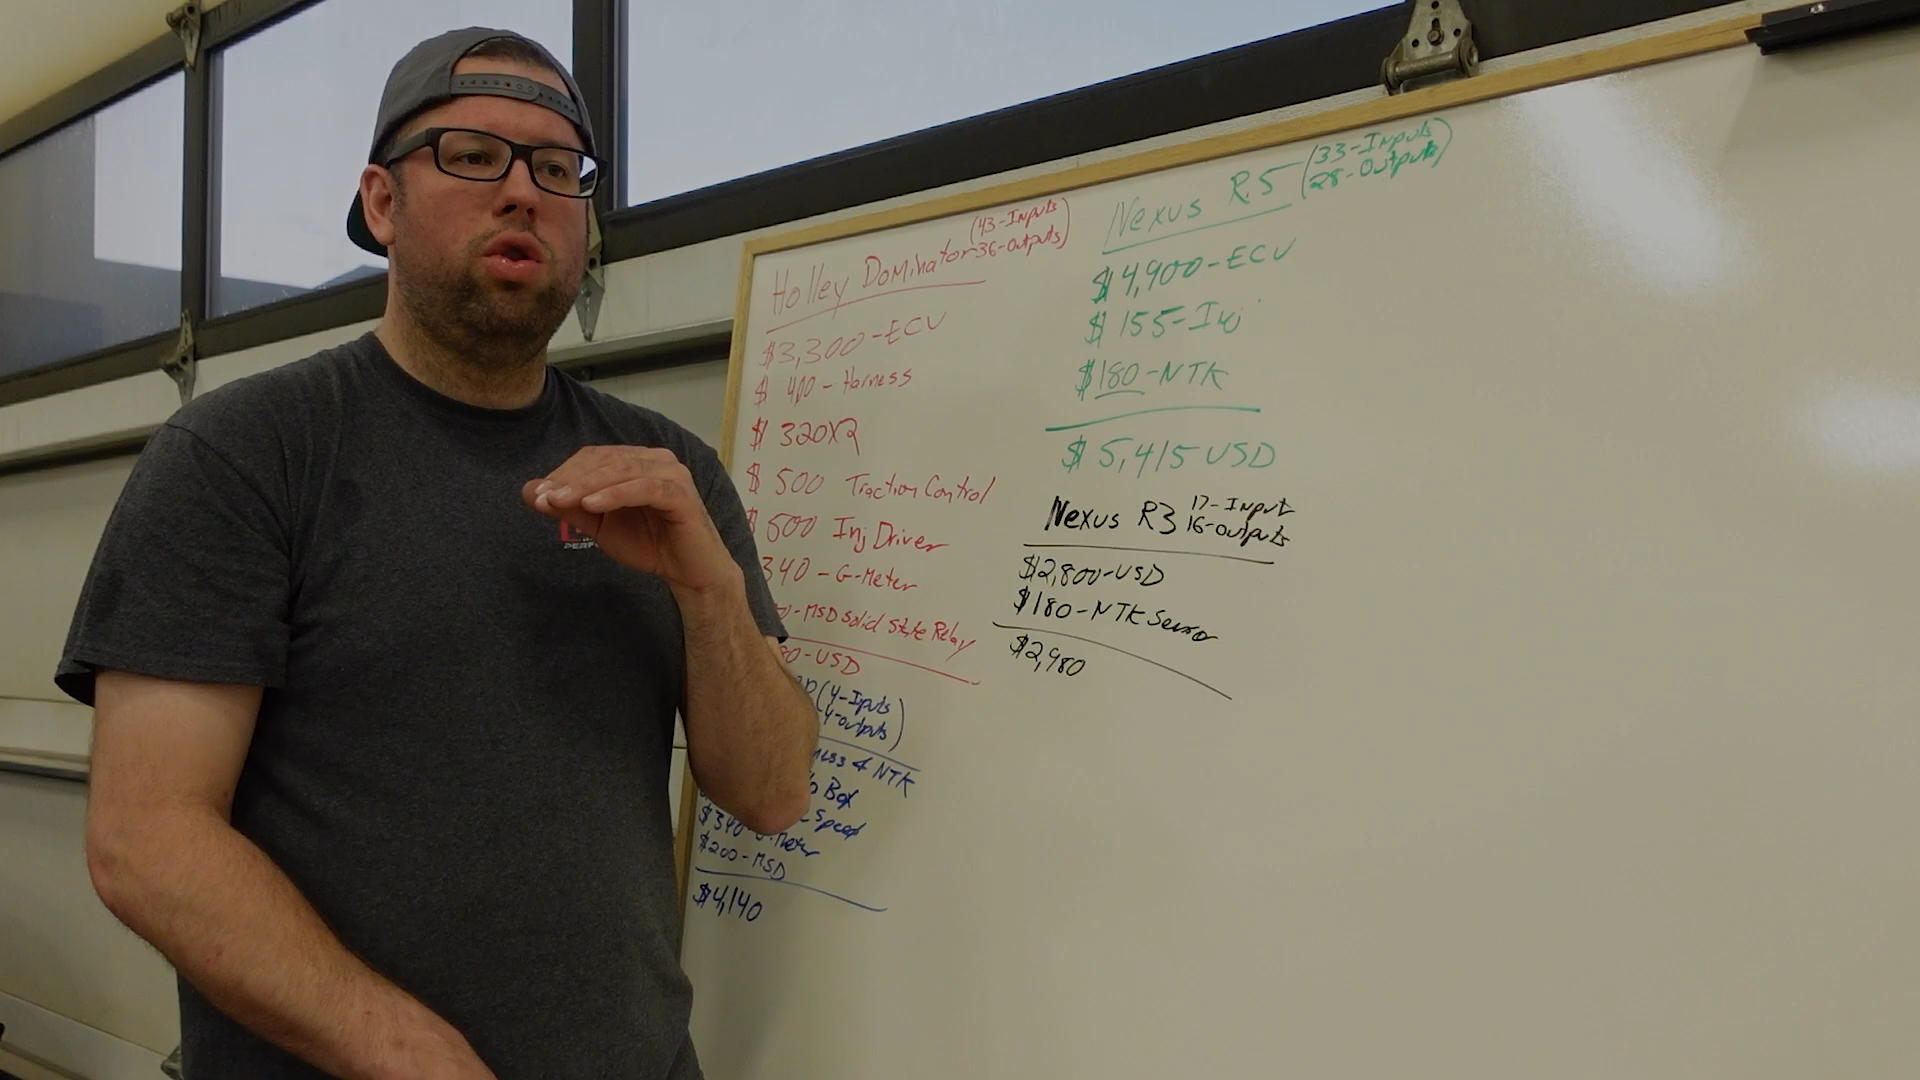 Holley Dominator (43-Inputs
36-outputs)
$3,300-ECU
$ 400 - Harness
$ 320X2
$ 500 Traction Control
$ 500 Inj Driver
340 - G-Meter
-MSD Solid State Relay
80-USD
(4-Inputs
4-outputs)
& NTK
Box
Speed
$340 G-Meter
$200-MSD
$4,140
Nexus R5 (33-Inputs
28-Outputs)
$4,900-ECU
$ 155-Inj
$180-NTK
$ 5,415 USD
Nexus R3 17-Input
16-outputs
$2,800-USD
$180-NTK Sensor
$2,980